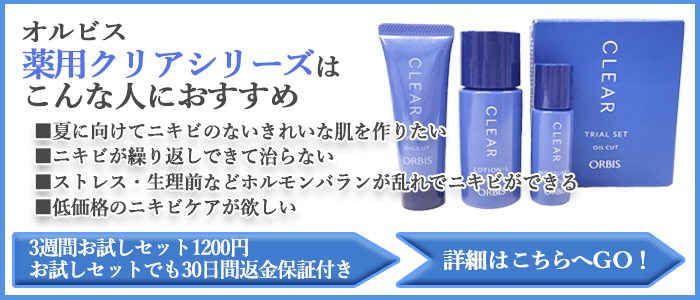 オルビス
薬用クリアシリーズは
こんな人におすすめ
■夏に向けてニキビのないきれいな肌を作りたい
■ニキビが繰り返しできて治らない
■ストレス・生理前などホルモンバランが乱れでニキビができる
■低価格のニキビケアが欲しい
CLEAR
OILCUT
ORBIS
CLEAR
LOTION·S
ORBIS
CLEAR
ORBIS
CLEAR
TRIAL SET
OILCUT
ORBIS
3週間お試しセット1200円
お試しセットでも30日間返金保証付き
詳細はこちらへGO！